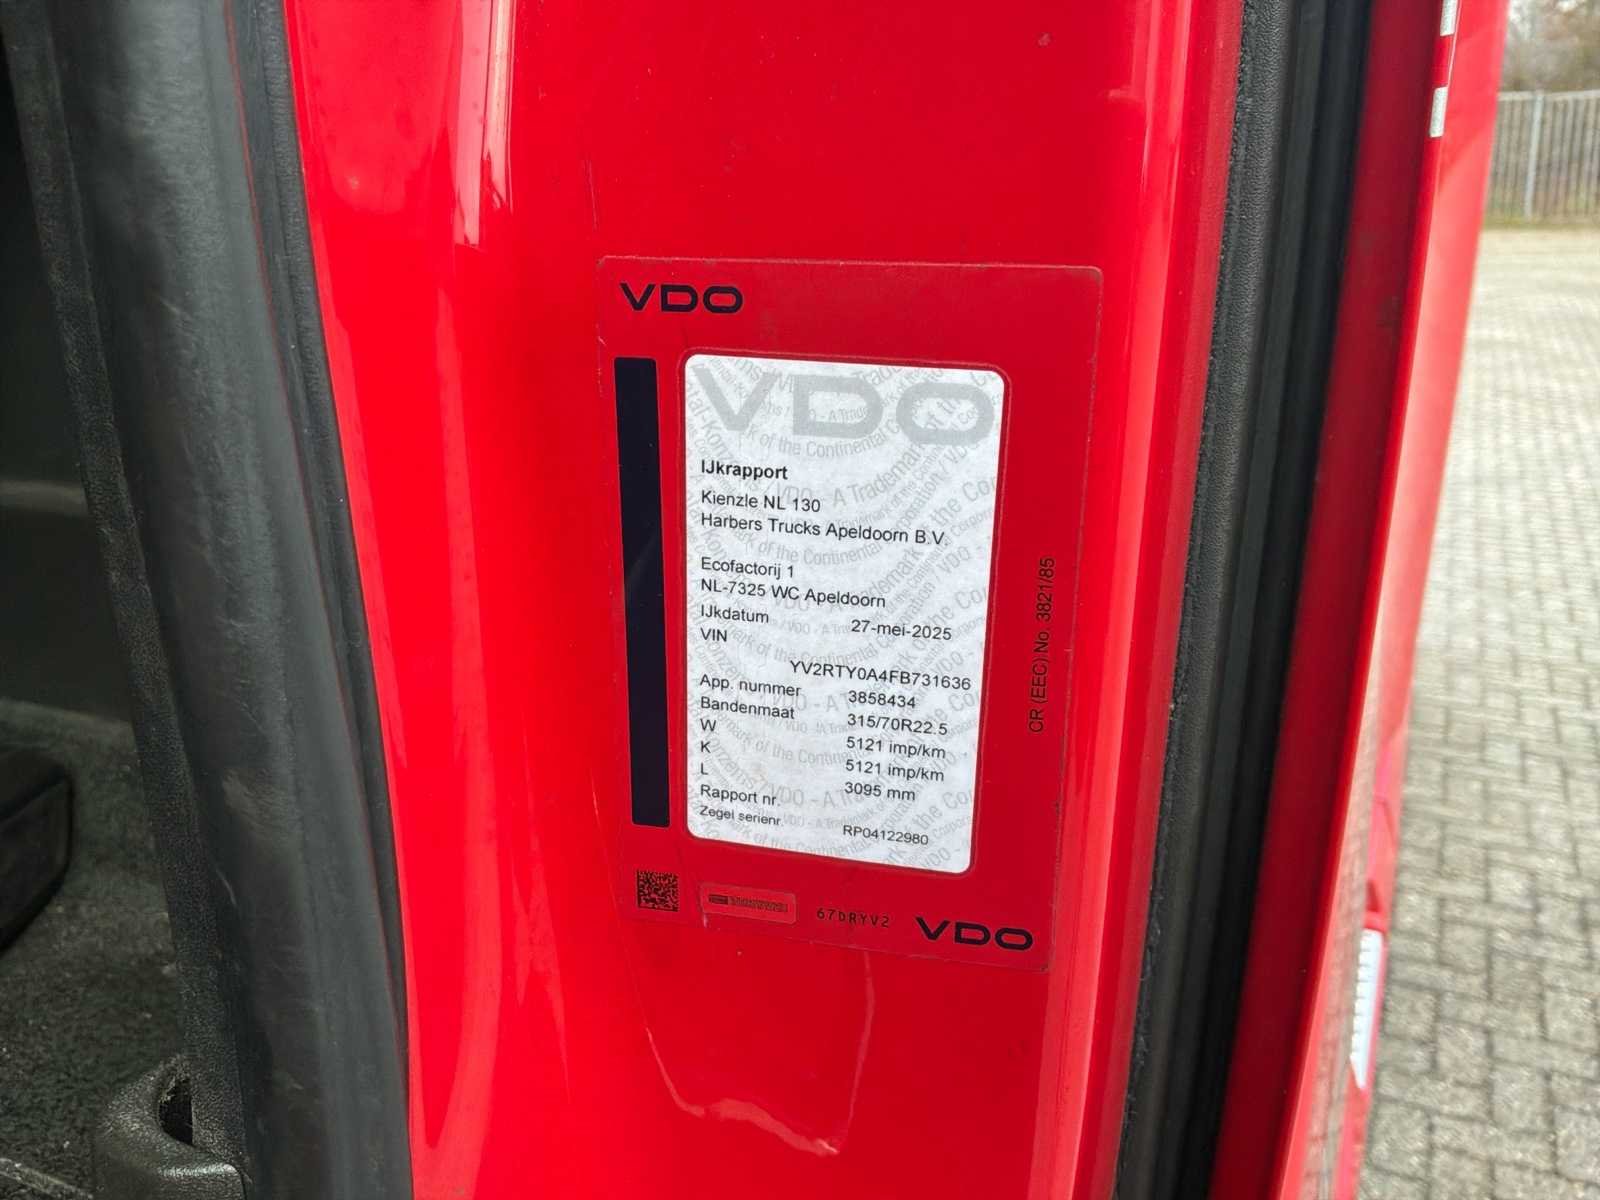 VDO
VDO
IJkrapport
Kienzle NL 130
Harbers Trucks Apeldoorn B.V.
Ecofactorij 1
NL-7325 WC Apeldoorn
IJkdatum 27-mei-2025
VIN
YV2RTY0A4FB731636
App. nummer 3858434
Bandenmaat 315/70R22.5
W 5121 imp/km
K 5121 imp/km
L 3095 mm
Rapport nr. RP04122980
Zegel serienr.
CR (EEC) No. 3821/85
67DRYV2
VDO